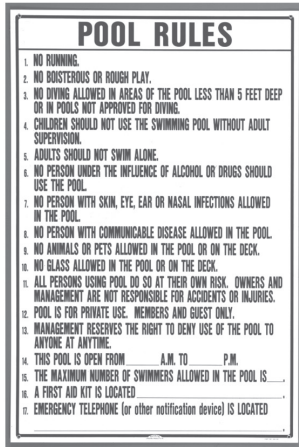 POOL RULES
1. NO RUNNING.
2. NO BOISTEROUS OR ROUGH PLAY.
3. NO DIVING ALLOWED IN AREAS OF THE POOL LESS THAN 5 FEET DEEP
OR IN POOLS NOT APPROVED FOR DIVING.
4. CHILDREN SHOULD NOT USE THE SWIMMING POOL WITHOUT ADULT
SUPERVISION.
5. ADULTS SHOULD NOT SWIM ALONE.
6. NO PERSON UNDER THE INFLUENCE OF ALCOHOL OR DRUGS SHOULD
USE THE POOL.
7. NO PERSON WITH SKIN, EYE, EAR OR NASAL INFECTIONS ALLOWED
IN THE POOL.
8. NO PERSON WITH COMMUNICABLE DISEASE ALLOWED IN THE POOL.
9. NO ANIMALS OR PETS ALLOWED IN THE POOL OR ON THE DECK.
10. NO GLASS ALLOWED IN THE POOL OR ON THE DECK.
11. ALL PERSONS USING POOL DO SO AT THEIR OWN RISK. OWNERS AND
MANAGEMENT ARE NOT RESPONSIBLE FOR ACCIDENTS OR INJURIES.
12. POOL IS FOR PRIVATE USE. MEMBERS AND GUEST ONLY.
13. MANAGEMENT RESERVES THE RIGHT TO DENY USE OF THE POOL TO
ANYONE AT ANYTIME.
14. THIS POOL IS OPEN FROM______A.M. TO______P.M.
15. THE MAXIMUM NUMBER OF SWIMMERS ALLOWED IN THE POOL IS___.
16. A FIRST AID KIT IS LOCATED______________________.
17. EMERGENCY TELEPHONE (or other notification device) IS LOCATED
______________________________.